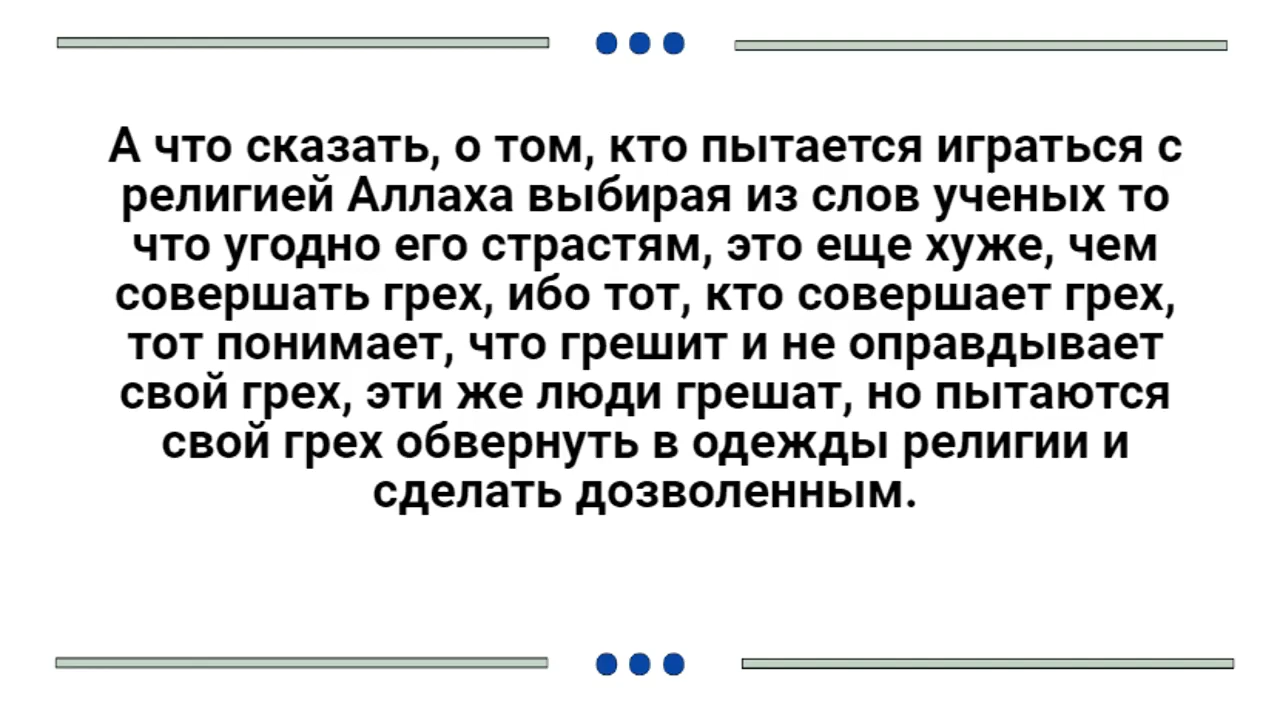 А что сказать, о том, кто пытается играться с
религией Аллаха выбирая из слов ученых то
что угодно его страстям, это еще хуже, чем
совершать грех, ибо тот, кто совершает грех,
тот понимает, что грешит и не оправдывает
свой грех, эти же люди грешат, но пытаются
свой грех обвернуть в одежды религии и
сделать дозволенным.